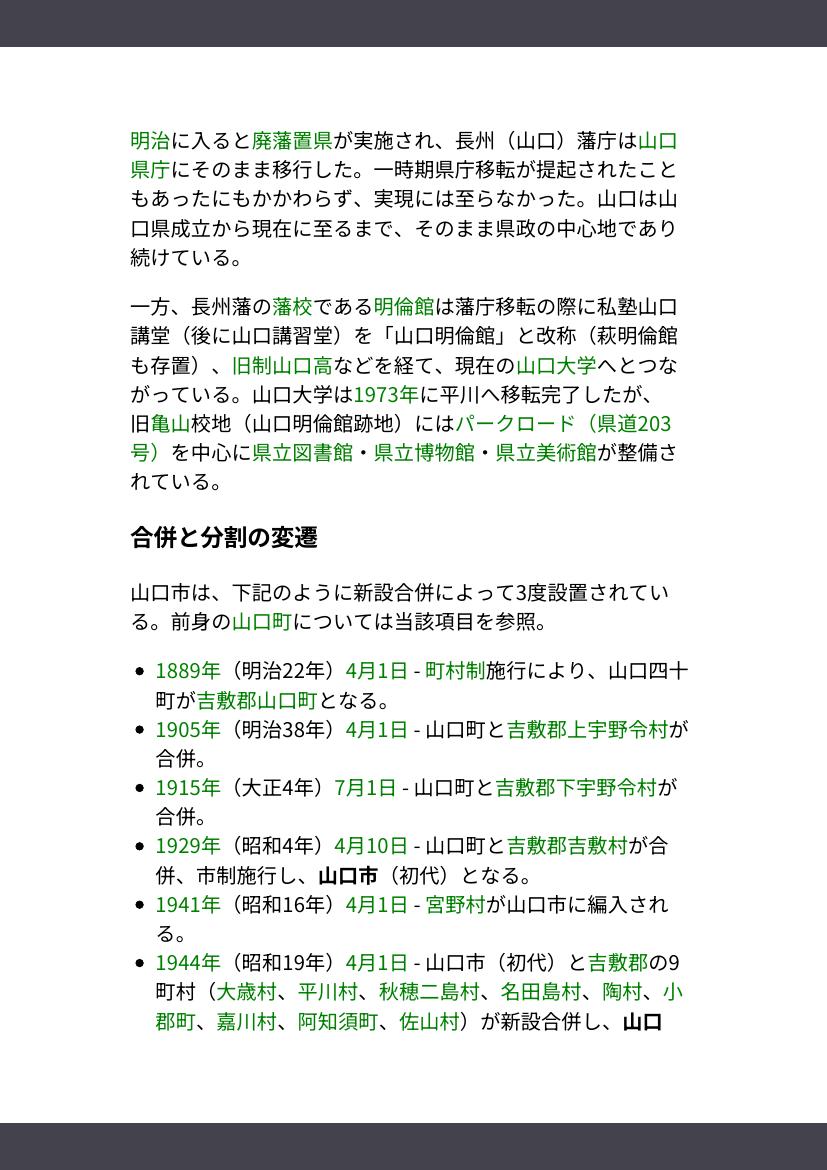 明治に入ると廃藩置県が実施され、長州（山口）藩庁は山口
県庁にそのまま移行した。一時期県庁移転が提起されたこと
もあったにもかかわらず、実現には至らなかった。山口は山
口県成立から現在に至るまで、そのまま県政の中心地であり
続けている。
一方、長州藩の藩校である明倫館は藩庁移転の際に私塾山口
講堂（後に山口講習堂）を「山口明倫館」と改称（萩明倫館
も存置）、旧制山口高などを経て、現在の山口大学へとつな
がっている。山口大学は1973年に平川へ移転完了したが、
旧亀山校地（山口明倫館跡地）にはパークロード（県道203
号）を中心に県立図書館・県立博物館・県立美術館が整備さ
れている。
合併と分割の変遷
山口市は、下記のように新設合併によって3度設置されてい
る。前身の山口町については当該項目を参照。
• 1889年（明治22年）4月1日 - 町村制施行により、山口四十
町が吉敷郡山口町となる。
• 1905年（明治38年）4月1日 - 山口町と吉敷郡上宇野令村が
合併。
• 1915年（大正4年）7月1日 - 山口町と吉敷郡下宇野令村が
合併。
• 1929年（昭和4年）4月10日 - 山口町と吉敷郡吉敷村が合
併、市制施行し、山口市（初代）となる。
• 1941年（昭和16年）4月1日 - 宮野村が山口市に編入され
る。
• 1944年（昭和19年）4月1日 - 山口市（初代）と吉敷郡の9
町村（大歳村、平川村、秋穂二島村、名田島村、陶村、小
郡町、嘉川村、阿知須町、佐山村）が新設合併し、山口